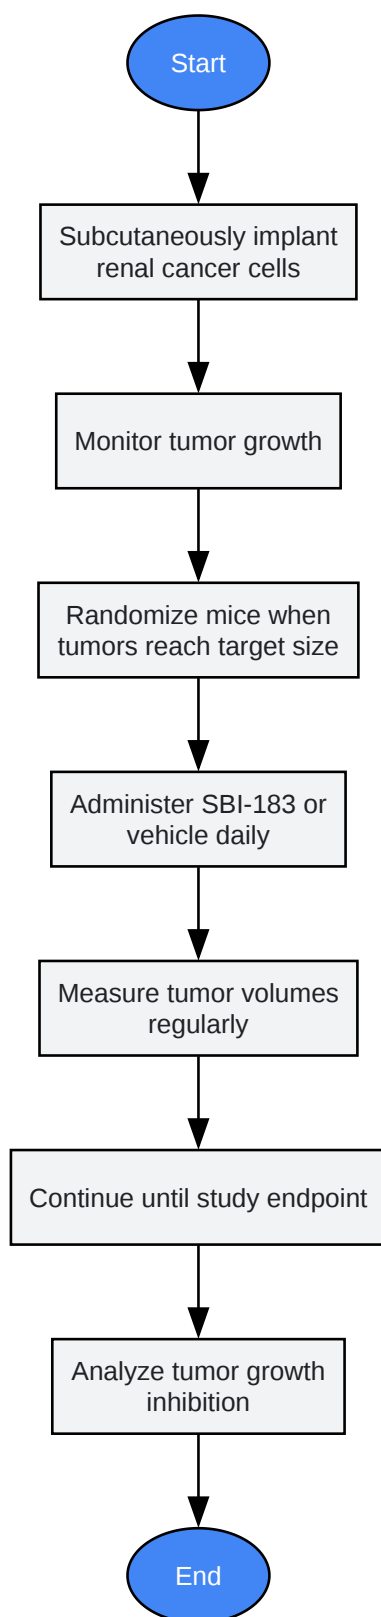 Start
Subcutaneously implant
renal cancer cells
Monitor tumor growth
Randomize mice when
tumors reach target size
Administer SBI-183 or
vehicle daily
Measure tumor volumes
regularly
Continue until study endpoint
Analyze tumor growth
inhibition
End